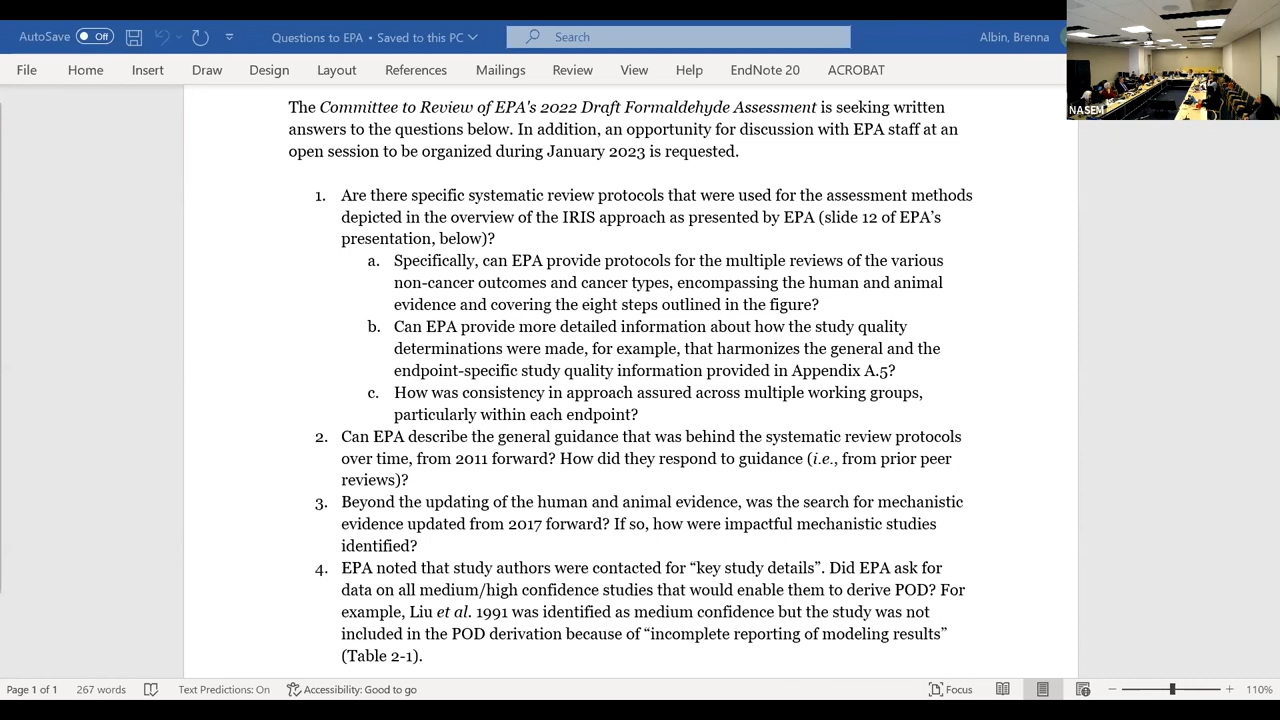 AutoSave Off Questions to EPA • Saved to this PC Search Albin, Brenna
NASEM
File Home Insert Draw Design Layout References Mailings Review View Help EndNote 20 ACROBAT
The Committee to Review of EPA's 2022 Draft Formaldehyde Assessment is seeking written
answers to the questions below. In addition, an opportunity for discussion with EPA staff at an
open session to be organized during January 2023 is requested.
1. Are there specific systematic review protocols that were used for the assessment methods
depicted in the overview of the IRIS approach as presented by EPA (slide 12 of EPA’s
presentation, below)?
a. Specifically, can EPA provide protocols for the multiple reviews of the various
non-cancer outcomes and cancer types, encompassing the human and animal
evidence and covering the eight steps outlined in the figure?
b. Can EPA provide more detailed information about how the study quality
determinations were made, for example, that harmonizes the general and the
endpoint-specific study quality information provided in Appendix A.5?
c. How was consistency in approach assured across multiple working groups,
particularly within each endpoint?
2. Can EPA describe the general guidance that was behind the systematic review protocols
over time, from 2011 forward? How did they respond to guidance (i.e., from prior peer
reviews)?
3. Beyond the updating of the human and animal evidence, was the search for mechanistic
evidence updated from 2017 forward? If so, how were impactful mechanistic studies
identified?
4. EPA noted that study authors were contacted for “key study details”. Did EPA ask for
data on all medium/high confidence studies that would enable them to derive POD? For
example, Liu et al. 1991 was identified as medium confidence but the study was not
included in the POD derivation because of “incomplete reporting of modeling results”
(Table 2-1).
Page 1 of 1 267 words Text Predictions: On Accessibility: Good to go Focus 110%